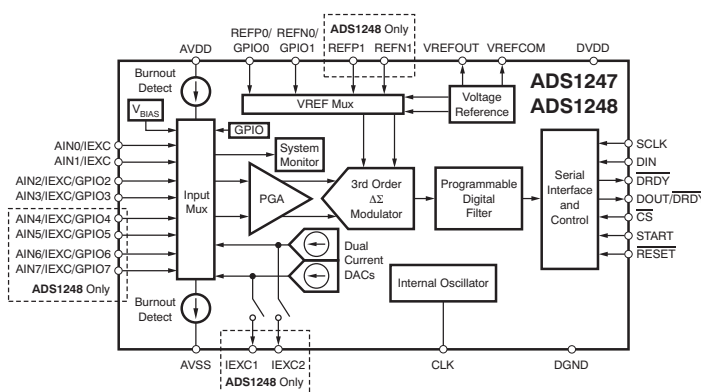 ADS1248 Only
REFP0/ REFN0/
GPIO0 GPIO1 REFP1 REFN1 VREFOUT VREFCOM
AVDD
DVDD
Burnout
Detect
ADS1247
ADS1248
VREF Mux
Voltage
Reference
VBIAS
GPIO
AIN0/IEXC
AIN1/IEXC
AIN2/IEXC/GPIO2
AIN3/IEXC/GPIO3
AIN4/IEXC/GPIO4
AIN5/IEXC/GPIO5
AIN6/IEXC/GPIO6
AIN7/IEXC/GPIO7
ADS1248 Only
Input
Mux
System
Monitor
PGA
3rd Order
ΔΣ
Modulator
Programmable
Digital
Filter
Serial
Interface
and
Control
SCLK
DIN
DRDY
DOUT/DRDY
CS
START
RESET
Dual
Current
DACs
Internal Oscillator
Burnout
Detect
AVSS
IEXC1
IEXC2
ADS1248 Only
CLK
DGND